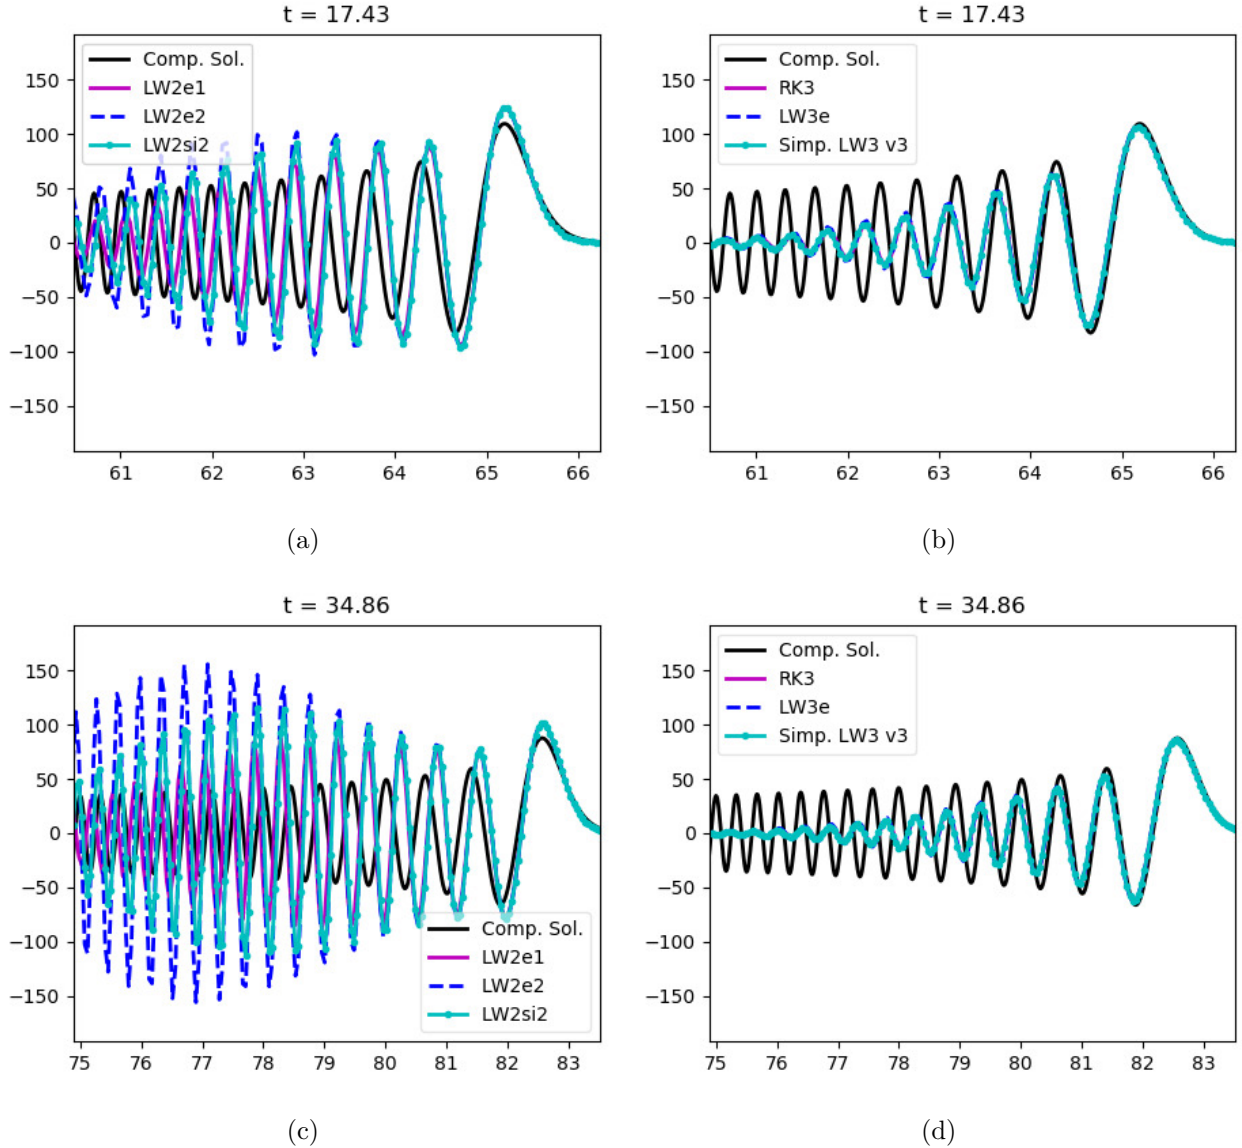 t = 17.43
150
100
50
0
−50
−100
−150
61 62 63 64 65 66
Comp. Sol.
LW2e1
LW2e2
LW2si2
(a)
t = 17.43
150
100
50
0
−50
−100
−150
61 62 63 64 65 66
Comp. Sol.
RK3
LW3e
Simp. LW3 v3
(b)
t = 34.86
150
100
50
0
−50
−100
−150
75 76 77 78 79 80 81 82 83
Comp. Sol.
LW2e1
LW2e2
LW2si2
(c)
t = 34.86
150
100
50
0
−50
−100
−150
75 76 77 78 79 80 81 82 83
Comp. Sol.
RK3
LW3e
Simp. LW3 v3
(d)